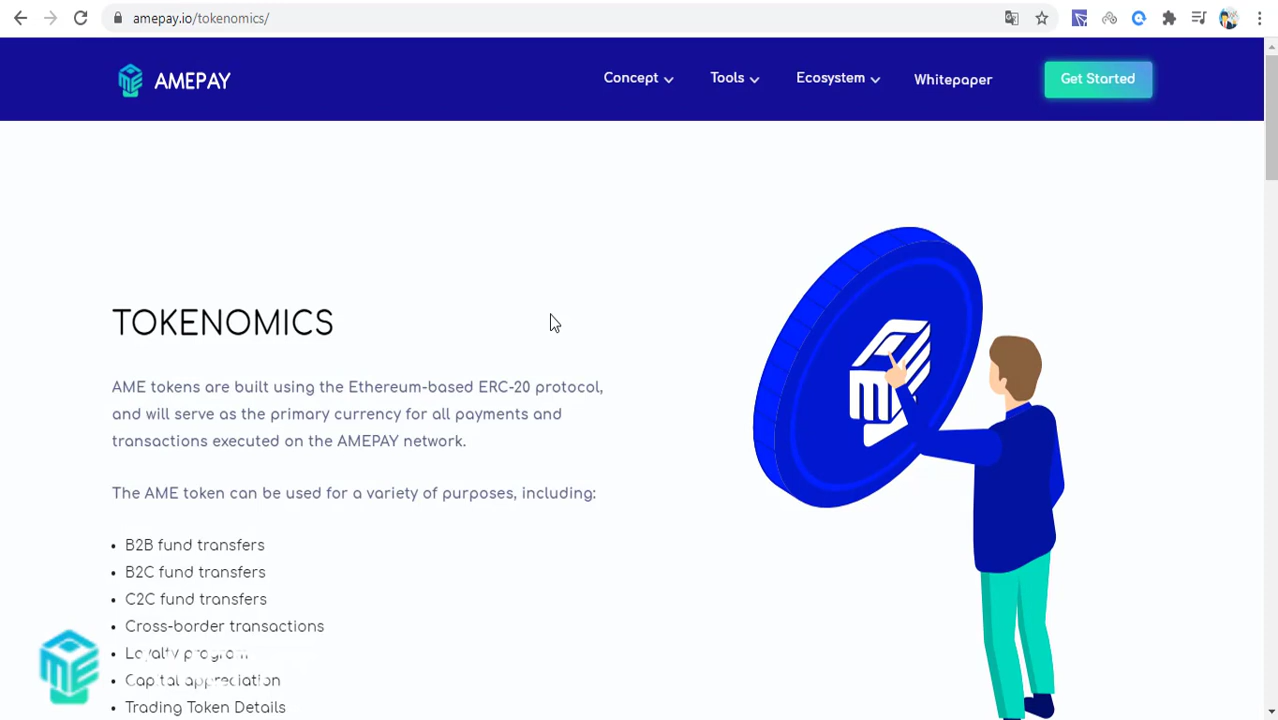 amepay.io/tokenomics/
AMEPAY
Concept
Tools
Ecosystem
Whitepaper
Get Started
TOKENOMICS
AME tokens are built using the Ethereum-based ERC-20 protocol,
and will serve as the primary currency for all payments and
transactions executed on the AMEPAY network.
The AME token can be used for a variety of purposes, including:
• B2B fund transfers
• B2C fund transfers
• C2C fund transfers
• Cross-border transactions
• Loyalty program
• Capital appreciation
• Trading Token Details